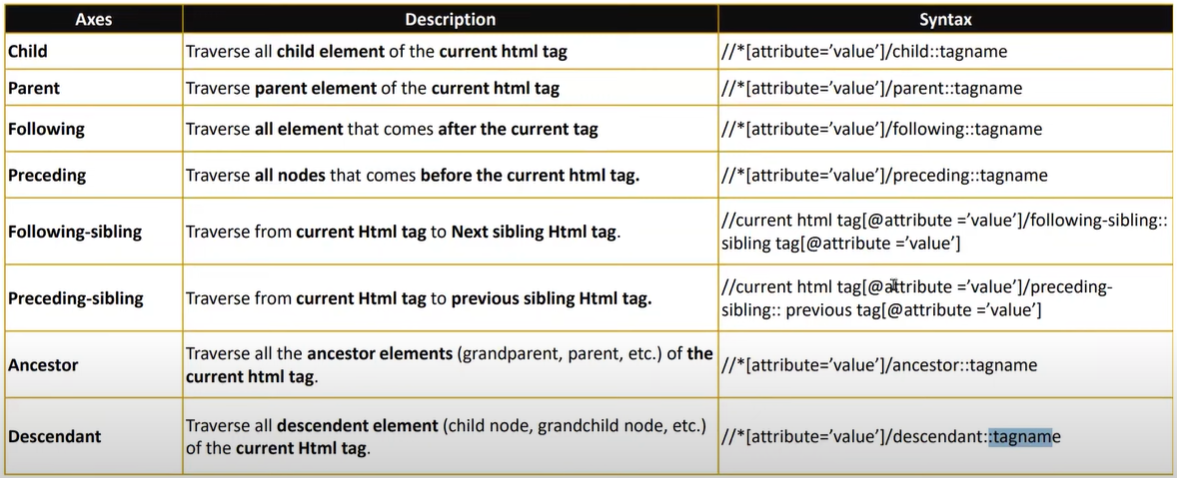 Axes Description Syntax
Child Traverse all child element of the current html tag //*[attribute=’value’]/child::tagname
Parent Traverse parent element of the current html tag //*[attribute=’value’]/parent::tagname
Following Traverse all element that comes after the current tag //*[attribute=’value’]/following::tagname
Preceding Traverse all nodes that comes before the current html tag. //*[attribute=’value’]/preceding::tagname
//current html tag[@attribute =’value’]/following-sibling::
Following-sibling Traverse from current Html tag to Next sibling Html tag.
sibling tag[@attribute =’value’]
//current html tag[@attribute =’value’]/preceding-
Preceding-sibling Traverse from current Html tag to previous sibling Html tag.
sibling:: previous tag[@attribute =’value’]
Traverse all the ancestor elements (grandparent, parent, etc.) of the
Ancestor //*[attribute=’value’]/ancestor::tagname
current html tag.
Traverse all descendent element (child node, grandchild node, etc.)
Descendant //*[attribute=’value’]/descendant::tagname
of the current Html tag.